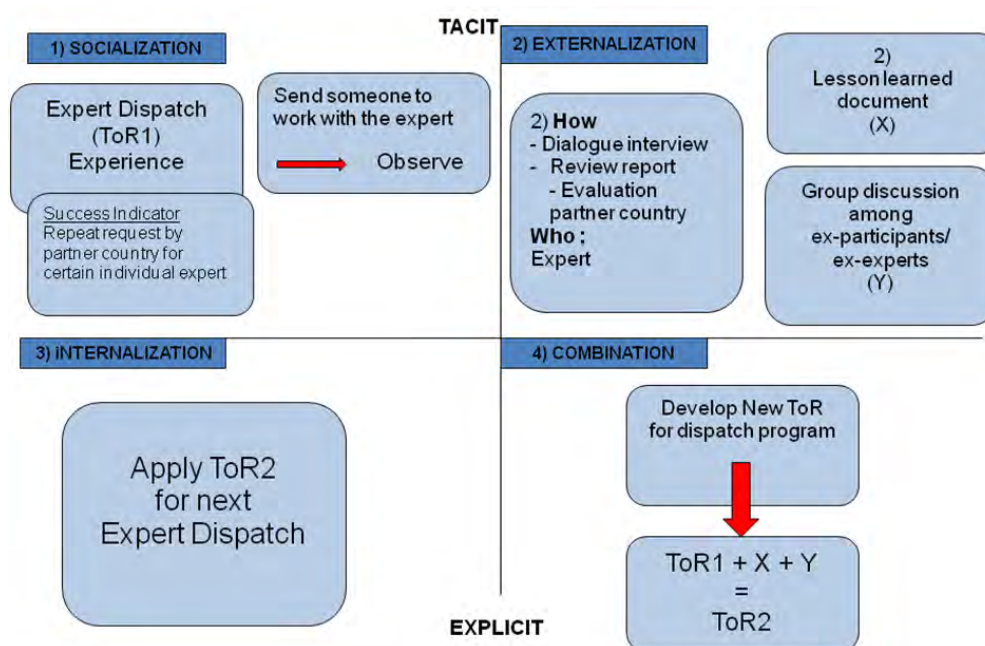 TACIT
1) SOCIALIZATION
Expert Dispatch
(ToR1)
Experience
Success Indicator
Repeat request by
partner country for
certain individual expert
Send someone to
work with the expert
Observe
2) EXTERNALIZATION
2) How
- Dialogue interview
- Review report
- Evaluation
partner country
Who :
Expert
2)
Lesson learned
document
(X)
Group discussion
among
ex-participants/
ex-experts
(Y)
3) iNTERNALIZATION
Apply ToR2
for next
Expert Dispatch
4) COMBINATION
Develop New ToR
for dispatch program
ToR1 + X + Y
=
ToR2
EXPLICIT